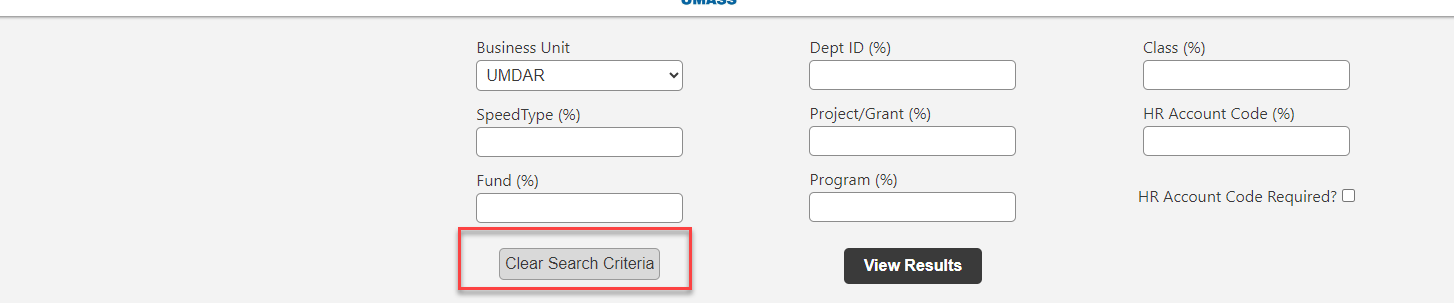 UMASS
Business Unit
UMDAR
SpeedType (%)
Fund (%)
Clear Search Criteria
Dept ID (%)
Project/Grant (%)
Program (%)
View Results
Class (%)
HR Account Code (%)
HR Account Code Required?